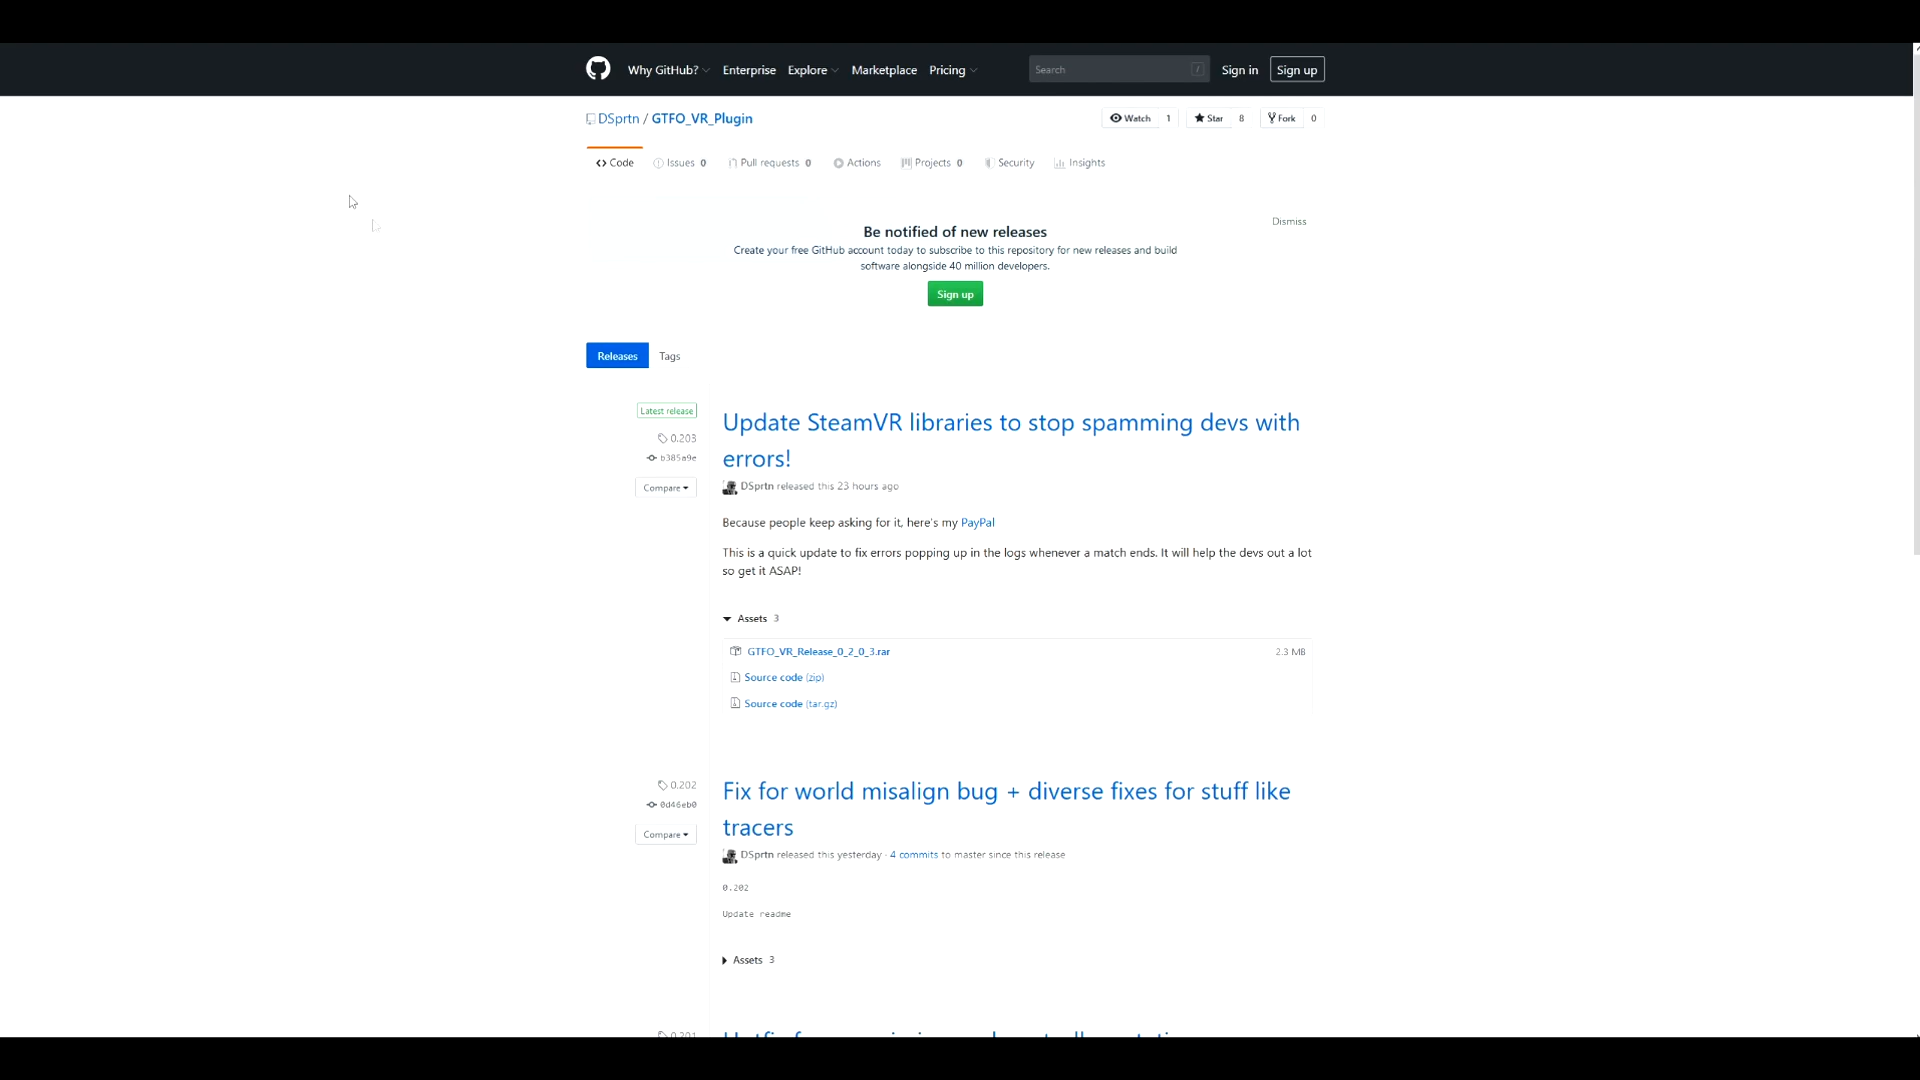 Why GitHub? Enterprise Explore Marketplace Pricing Search / Sign in Sign up
DSprtn / GTFO_VR_Plugin Watch 1 Star 8 Fork 0
<> Code Issues 0 Pull requests 0 Actions Projects 0 Security Insights
Dismiss
Be notified of new releases
Create your free GitHub account today to subscribe to this repository for new releases and build
software alongside 40 million developers.
Sign up
Releases Tags
Latest release
0.203
b385a9e
Compare
Update SteamVR libraries to stop spamming devs with
errors!
DSprtn released this 23 hours ago
Because people keep asking for it, here's my PayPal
This is a quick update to fix errors popping up in the logs whenever a match ends. It will help the devs out a lot
so get it ASAP!
Assets 3
GTFO_VR_Release_0_2_0_3.rar 2.3 MB
Source code (zip)
Source code (tar.gz)
0.202
0d46eb0
Compare
Fix for world misalign bug + diverse fixes for stuff like
tracers
DSprtn released this yesterday · 4 commits to master since this release
0.202
Update readme
Assets 3
0.201